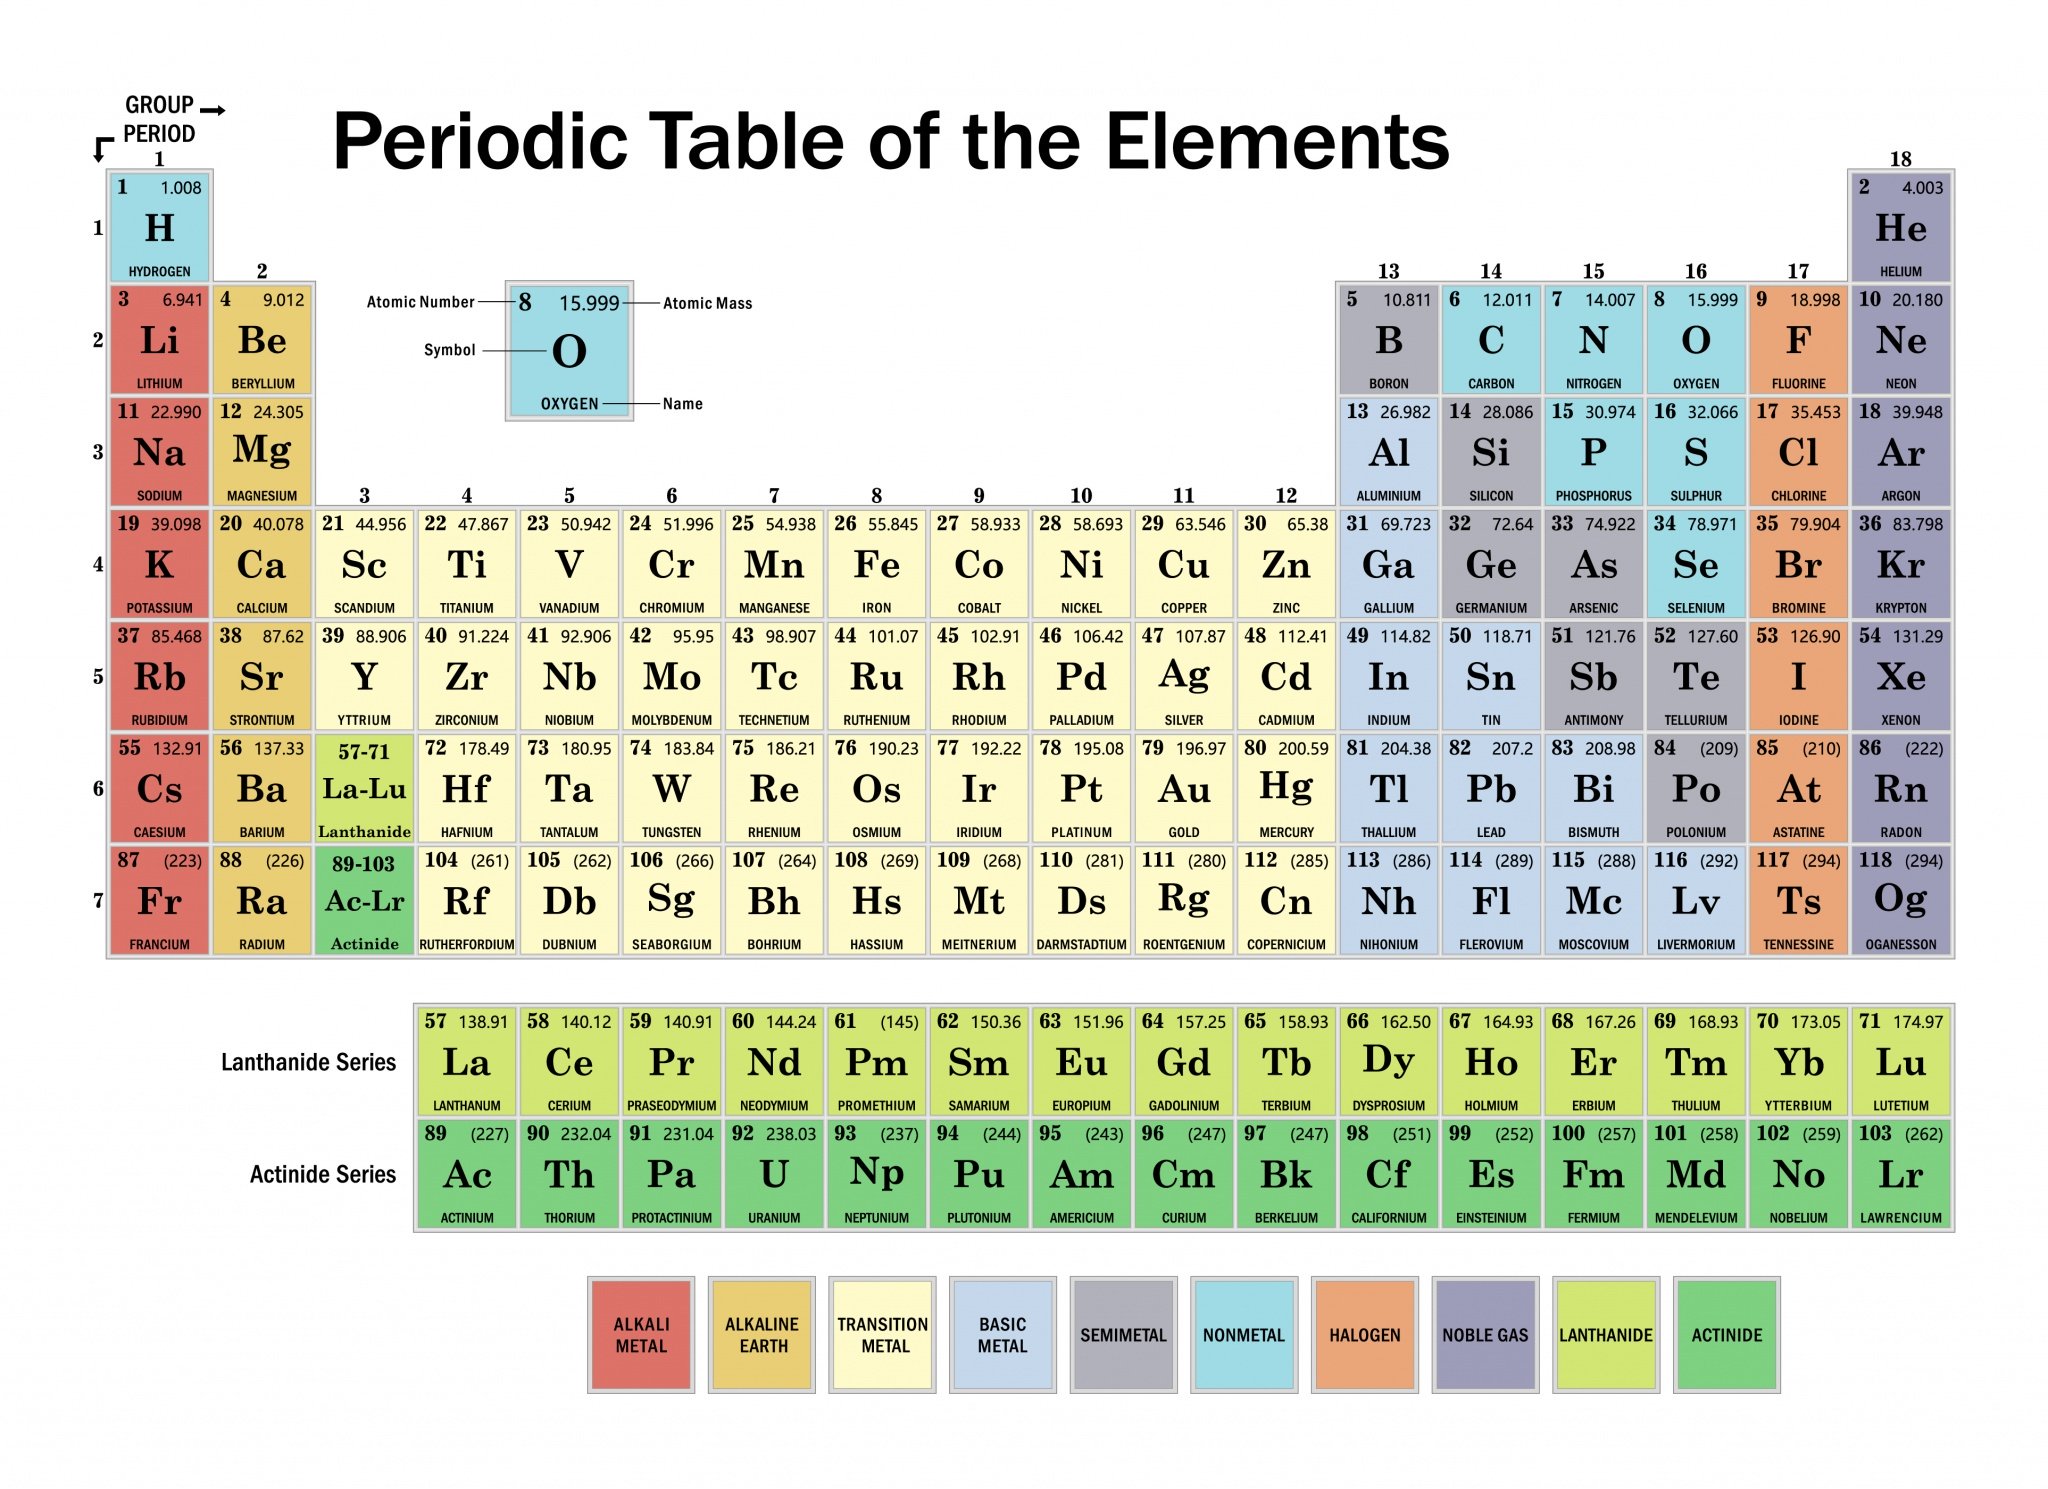 GROUP
PERIOD
Periodic Table of the Elements
1 18
1 1.008 2 4.003
1 H He
HYDROGEN 2 13 14 15 16 17 HELIUM
3 6.941 4 9.012 Atomic Number 8 15.999 Atomic Mass 5 10.811 6 12.011 7 14.007 8 15.999 9 18.998 10 20.180
2 Li Be Symbol O B C N O F Ne
LITHIUM BERYLLIUM OXYGEN Name BORON CARBON NITROGEN OXYGEN FLUORINE NEON
11 22.990 12 24.305 13 26.982 14 28.086 15 30.974 16 32.066 17 35.453 18 39.948
3 Na Mg Al Si P S Cl Ar
SODIUM MAGNESIUM 3 4 5 6 7 8 9 10 11 12 ALUMINIUM SILICON PHOSPHORUS SULPHUR CHLORINE ARGON
19 39.098 20 40.078 21 44.956 22 47.867 23 50.942 24 51.996 25 54.938 26 55.845 27 58.933 28 58.693 29 63.546 30 65.38 31 69.723 32 72.64 33 74.922 34 78.971 35 79.904 36 83.798
4 K Ca Sc Ti V Cr Mn Fe Co Ni Cu Zn Ga Ge As Se Br Kr
POTASSIUM CALCIUM SCANDIUM TITANIUM VANADIUM CHROMIUM MANGANESE IRON COBALT NICKEL COPPER ZINC GALLIUM GERMANIUM ARSENIC SELENIUM BROMINE KRYPTON
37 85.468 38 87.62 39 88.906 40 91.224 41 92.906 42 95.95 43 98.907 44 101.07 45 102.91 46 106.42 47 107.87 48 112.41 49 114.82 50 118.71 51 121.76 52 127.60 53 126.90 54 131.29
5 Rb Sr Y Zr Nb Mo Tc Ru Rh Pd Ag Cd In Sn Sb Te I Xe
RUBIDIUM STRONTIUM YTTRIUM ZIRCONIUM NIOBIUM MOLYBDENUM TECHNETIUM RUTHENIUM RHODIUM PALLADIUM SILVER CADMIUM INDIUM TIN ANTIMONY TELLURIUM IODINE XENON
55 132.91 56 137.33 57-71 72 178.49 73 180.95 74 183.84 75 186.21 76 190.23 77 192.22 78 195.08 79 196.97 80 200.59 81 204.38 82 207.2 83 208.98 84 (209) 85 (210) 86 (222)
6 Cs Ba La-Lu Hf Ta W Re Os Ir Pt Au Hg Tl Pb Bi Po At Rn
CAESIUM BARIUM Lanthanide HAFNIUM TANTALUM TUNGSTEN RHENIUM OSMIUM IRIDIUM PLATINUM GOLD MERCURY THALLIUM LEAD BISMUTH POLONIUM ASTATINE RADON
87 (223) 88 (226) 89-103 104 (261) 105 (262) 106 (266) 107 (264) 108 (269) 109 (268) 110 (281) 111 (280) 112 (285) 113 (286) 114 (289) 115 (288) 116 (292) 117 (294) 118 (294)
7 Fr Ra Ac-Lr Rf Db Sg Bh Hs Mt Ds Rg Cn Nh Fl Mc Lv Ts Og
FRANCIUM RADIUM Actinide RUTHERFORDIUM DUBNIUM SEABORGIUM BOHRIUM HASSIUM MEITNERIUM DARMSTADTIUM ROENTGENIUM COPERNICIUM NIHONIUM FLEROVIUM MOSCOVIUM LIVERMORIUM TENNESSINE OGANESSON
57 138.91 58 140.12 59 140.91 60 144.24 61 (145) 62 150.36 63 151.96 64 157.25 65 158.93 66 162.50 67 164.93 68 167.26 69 168.93 70 173.05 71 174.97
Lanthanide Series La Ce Pr Nd Pm Sm Eu Gd Tb Dy Ho Er Tm Yb Lu
LANTHANUM CERIUM PRASEODYMIUM NEODYMIUM PROMETHIUM SAMARIUM EUROPIUM GADOLINIUM TERBIUM DYSPROSIUM HOLMIUM ERBIUM THULIUM YTTERBIUM LUTETIUM
89 (227) 90 232.04 91 231.04 92 238.03 93 (237) 94 (244) 95 (243) 96 (247) 97 (247) 98 (251) 99 (252) 100 (257) 101 (258) 102 (259) 103 (262)
Actinide Series Ac Th Pa U Np Pu Am Cm Bk Cf Es Fm Md No Lr
ACTINIUM THORIUM PROTACTINIUM URANIUM NEPTUNIUM PLUTONIUM AMERICIUM CURIUM BERKELIUM CALIFORNIUM EINSTEINIUM FERMIUM MENDELEVIUM NOBELIUM LAWRENCIUM
ALKALI METAL
ALKALINE EARTH
TRANSITION METAL
BASIC METAL
SEMIMETAL
NONMETAL
HALOGEN
NOBLE GAS
LANTHANIDE
ACTINIDE